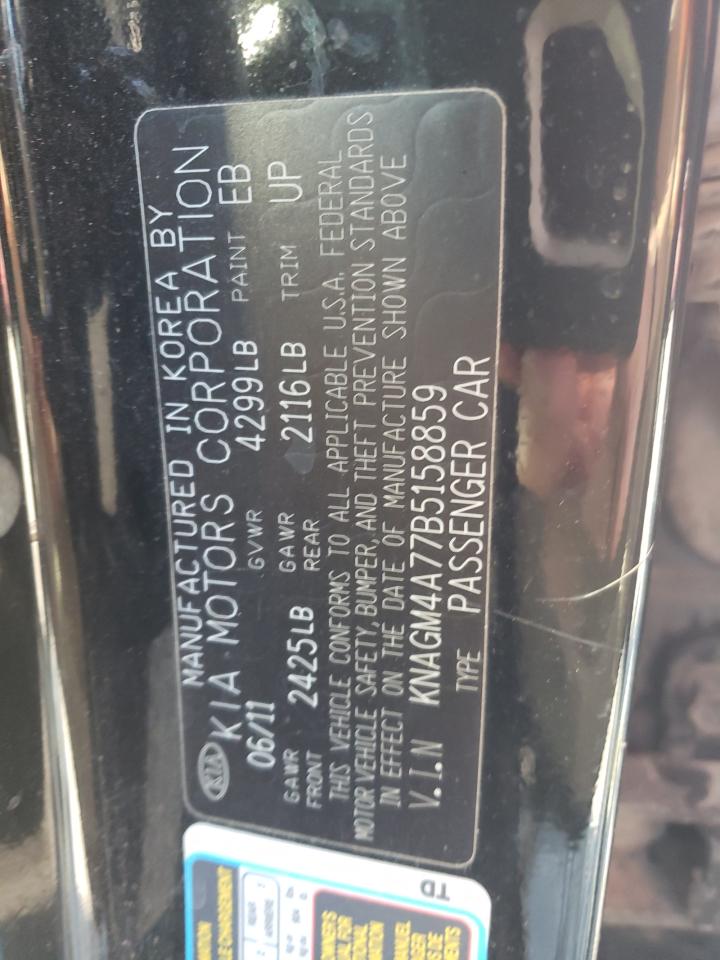 MANUFACTURED IN KOREA BY
KIA KIA MOTORS CORPORATION
06/11 GVWR 4299LB PAINT EB
GAWR FRONT 2425LB GAWR REAR 2116LB TRIM UP
THIS VEHICLE CONFORMS TO ALL APPLICABLE U.S.A. FEDERAL
MOTOR VEHICLE SAFETY, BUMPER, AND THEFT PREVENTION STANDARDS
IN EFFECT ON THE DATE OF MANUFACTURE SHOWN ABOVE
V.I.N KNAGM4A77B5158859
TYPE PASSENGER CAR
TD